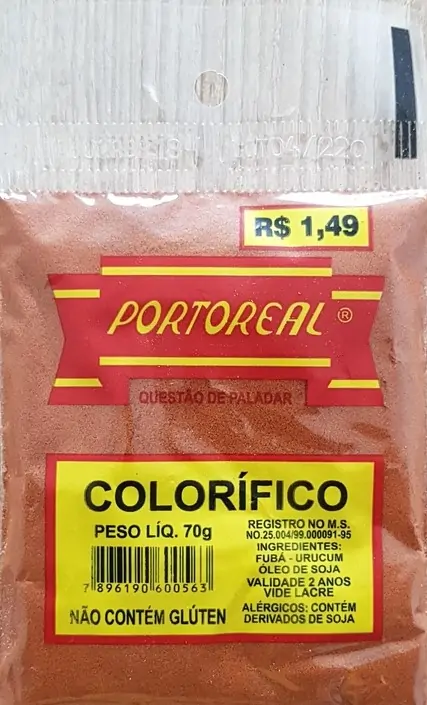 R$ 1,49
PORTOREAL ®
QUESTÃO DE PALADAR
COLORÍFICO
PESO LÍQ. 70g
7 896190 600563
NÃO CONTÉM GLÚTEN
REGISTRO NO M.S.
NO.25.004/99.000091-95
INGREDIENTES:
FUBÁ - URUCUM
ÓLEO DE SOJA
VALIDADE 2 ANOS
VIDE LACRE
ALÉRGICOS: CONTÉM
DERIVADOS DE SOJA